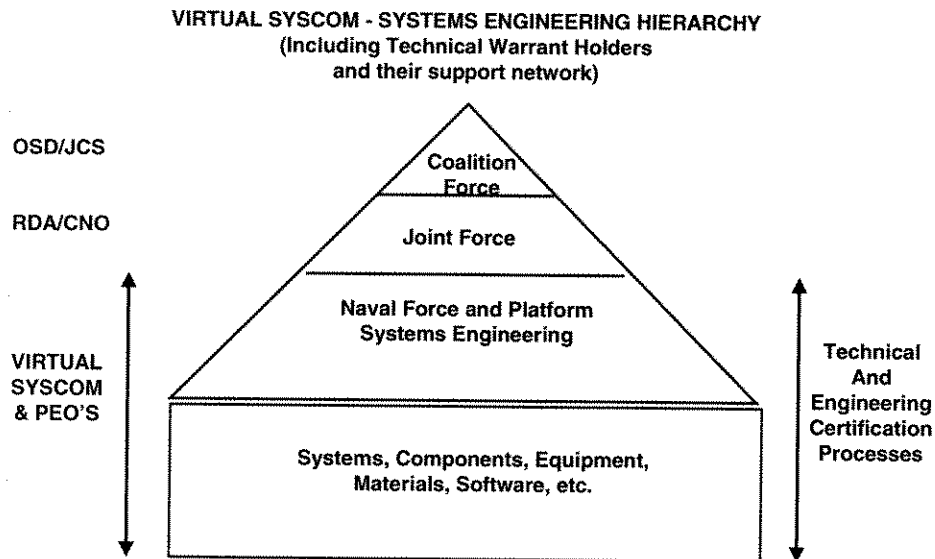 VIRTUAL SYSCOM - SYSTEMS ENGINEERING HIERARCHY
(Including Technical Warrant Holders
and their support network)
OSD/JCS
Coalition
Force
RDA/CNO
Joint Force
Naval Force and Platform
Systems Engineering
VIRTUAL
SYSCOM
& PEO'S
Technical
And
Engineering
Certification
Processes
Systems, Components, Equipment,
Materials, Software, etc.